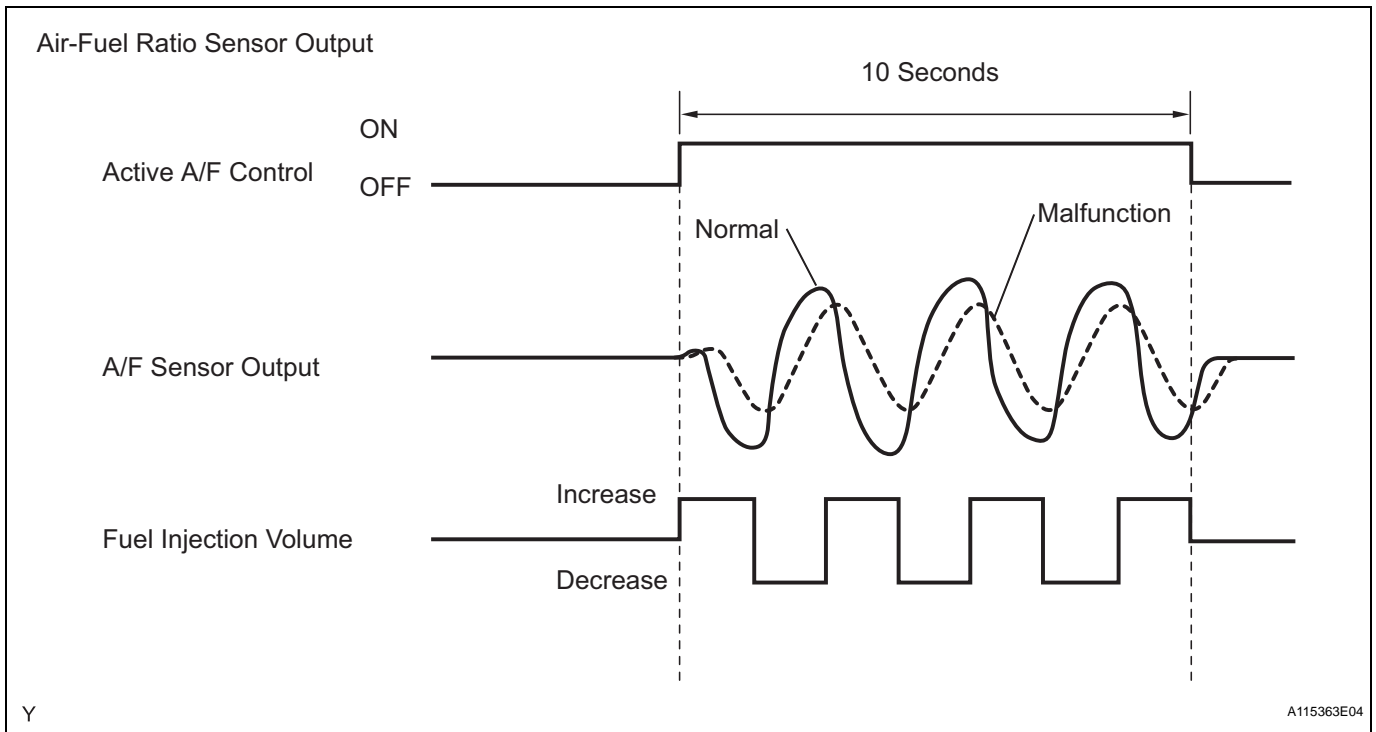 Air-Fuel Ratio Sensor Output
10 Seconds
ON
Active A/F Control
OFF
Normal
Malfunction
A/F Sensor Output
Increase
Fuel Injection Volume
Decrease
Y
A115363E04